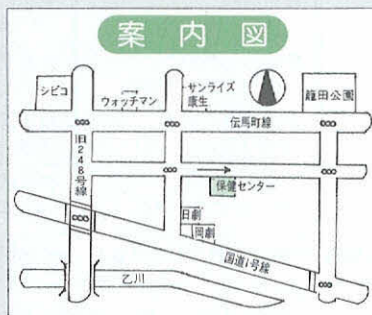 案内図
シビコ
ウォッチマン
サンライズ
康生
籠田公園
伝馬町線
旧248号線
保健センター
日劇
岡劇
国道1号線
乙川